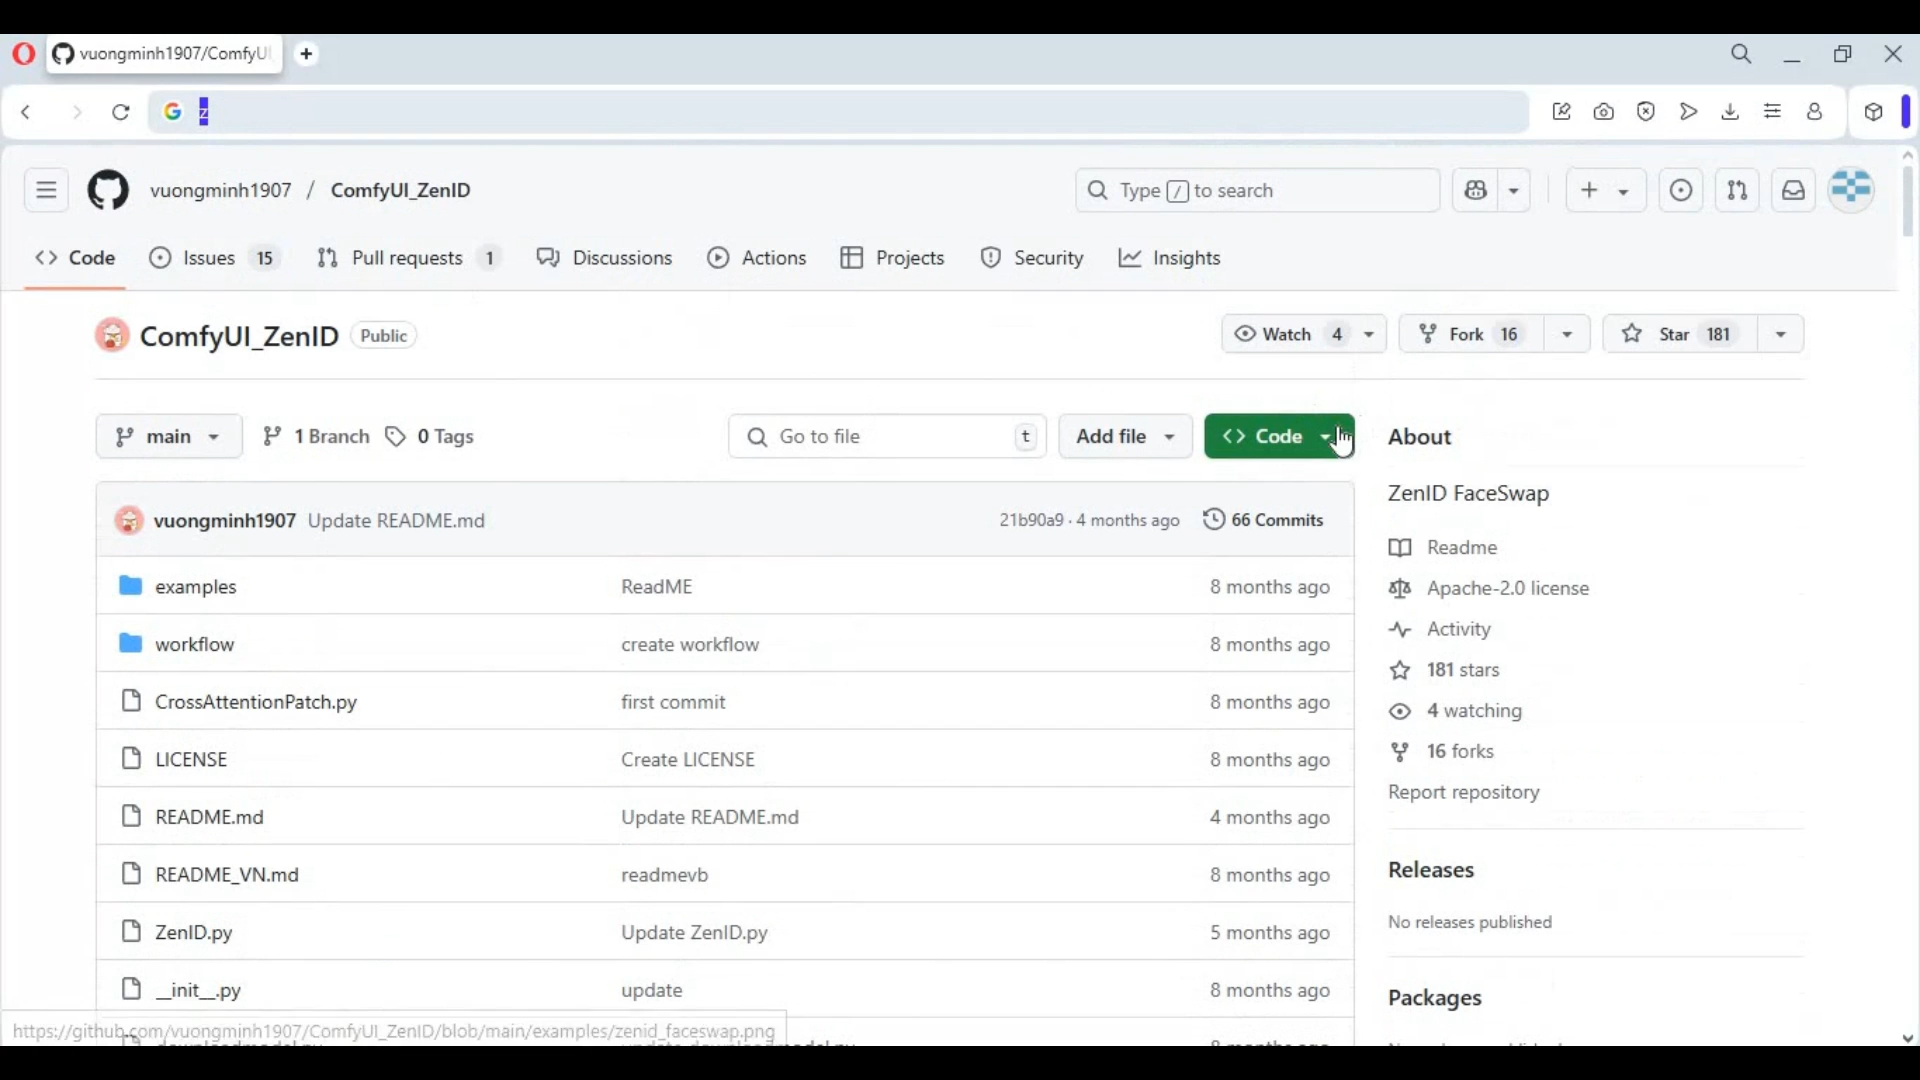 vuongminh1907/ComfyUI
z
vuongminh1907 / ComfyUI_ZenID
Type / to search
Code
Issues 15
Pull requests 1
Discussions
Actions
Projects
Security
Insights
ComfyUI_ZenID Public
Watch 4
Fork 16
Star 181
main
1 Branch
0 Tags
Go to file t
Add file
Code
About
vuongminh1907 Update README.md 21b90a9 · 4 months ago 66 Commits
ZenID FaceSwap
examples ReadME 8 months ago
workflow create workflow 8 months ago
CrossAttentionPatch.py first commit 8 months ago
LICENSE Create LICENSE 8 months ago
README.md Update README.md 4 months ago
README_VN.md readmevb 8 months ago
ZenID.py Update ZenID.py 5 months ago
__init__.py update 8 months ago
Readme
Apache-2.0 license
Activity
181 stars
4 watching
16 forks
Report repository
Releases
No releases published
Packages
https://github.com/vuongminh1907/ComfyUI_ZenID/blob/main/examples/zenid_faceswap.png